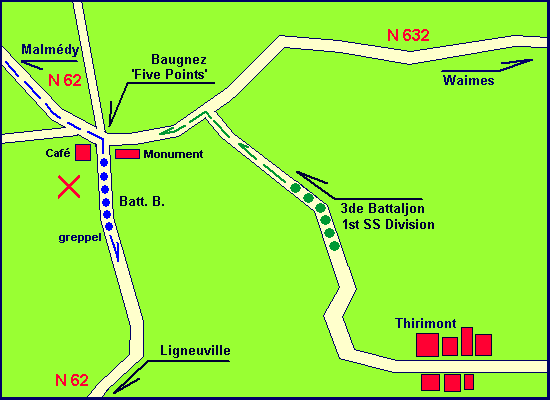 N 632
Malmédy
Baugnez
'Five Points'
N 62
Waimes
Café
Monument
Batt. B.
3de Battaljon
1st SS Division
greppel
Thirimont
Ligneuville
N 62